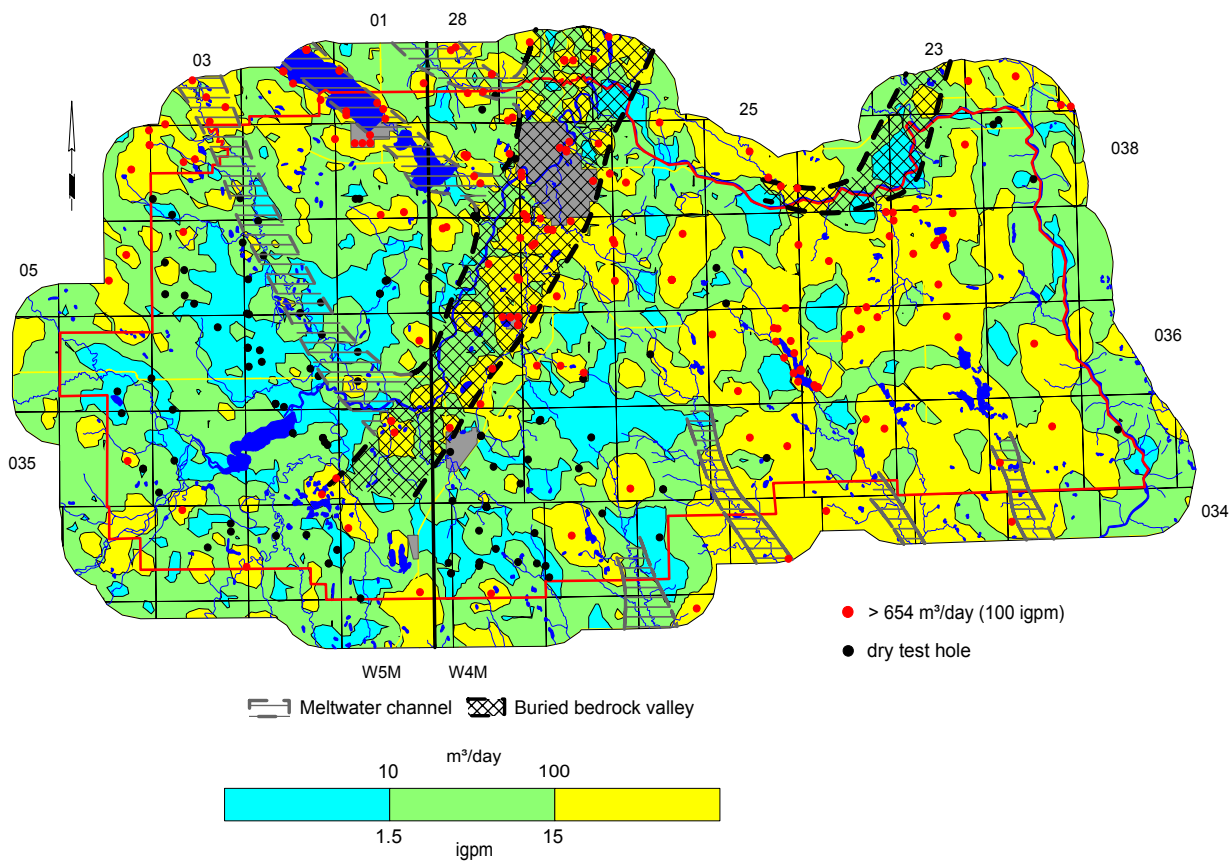 01
28
03
23
25
038
05
036
035
034
> 654 m³/day (100 igpm)
dry test hole
W5M
W4M
Meltwater channel
Buried bedrock valley
m³/day
10
100
1.5
15
igpm